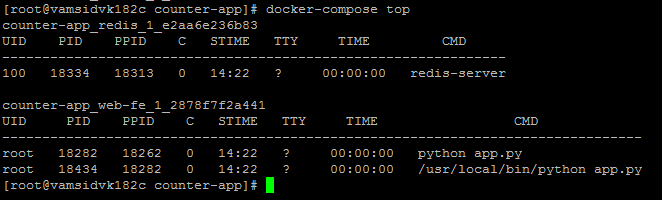 [root@vamsidvk182c counter-app]# docker-compose top
counter-app_redis_1_e2aa6e236b83
UID PID PPID C STIME TTY TIME CMD
------------------------------------------------------------------
100 18334 18313 0 14:22 ? 00:00:00 redis-server
counter-app_web-fe_1_2878f7f2a441
UID PID PPID C STIME TTY TIME CMD
------------------------------------------------------------------------------------
root 18282 18262 0 14:22 ? 00:00:00 python app.py
root 18434 18282 0 14:22 ? 00:00:00 /usr/local/bin/python app.py
[root@vamsidvk182c counter-app]#